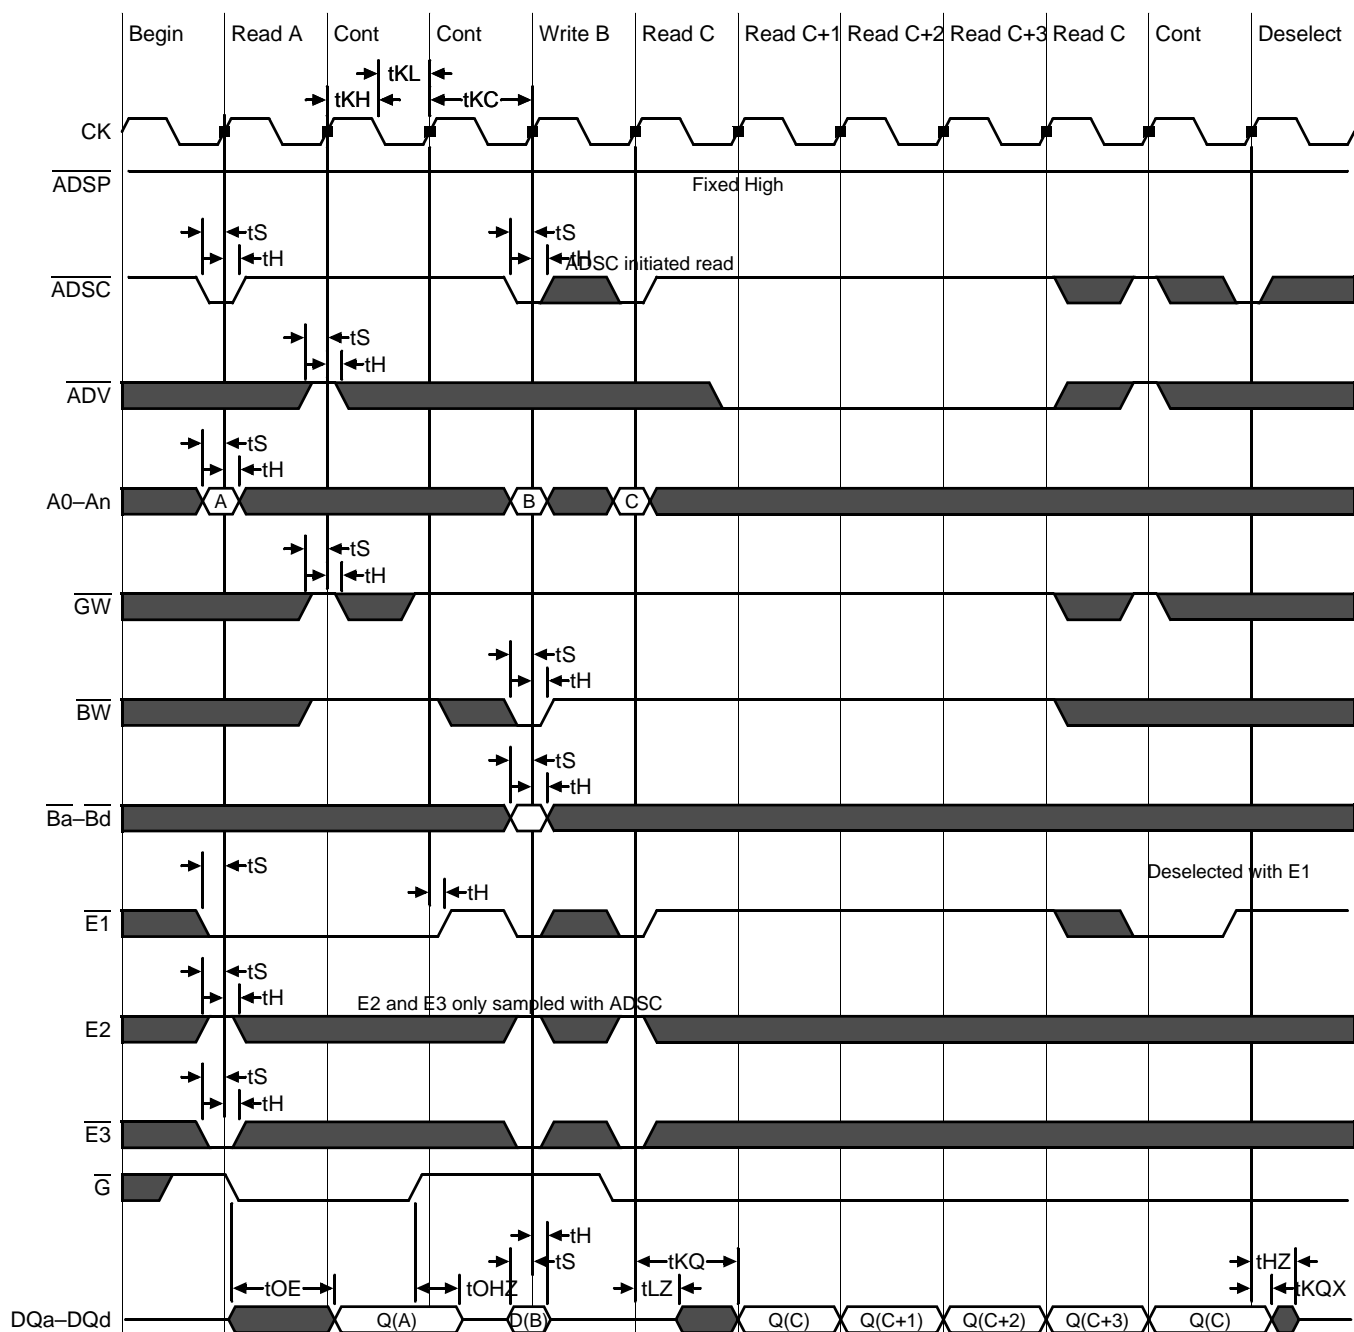 Begin Read A Cont Cont Write B Read C Read C+1 Read C+2 Read C+3 Read C Cont Deselect
tKL
tKH tKC
CK
ADSP
Fixed High
tS tS
tH tH
ADSC initiated read
ADSC
tS
tH
ADV
tS
tH
A0–An A B C
tS
tH
GW
tS
tH
BW
tS
tH
Ba–Bd
tS
Deselected with E1
tH
E1
tS
tH
E2 and E3 only sampled with ADSC
E2
tS
tH
E3
G
tH
tS tKQ tHZ
tOE tOHZ tLZ tKQX
DQa–DQd Q(A) D(B) Q(C) Q(C+1) Q(C+2) Q(C+3) Q(C)